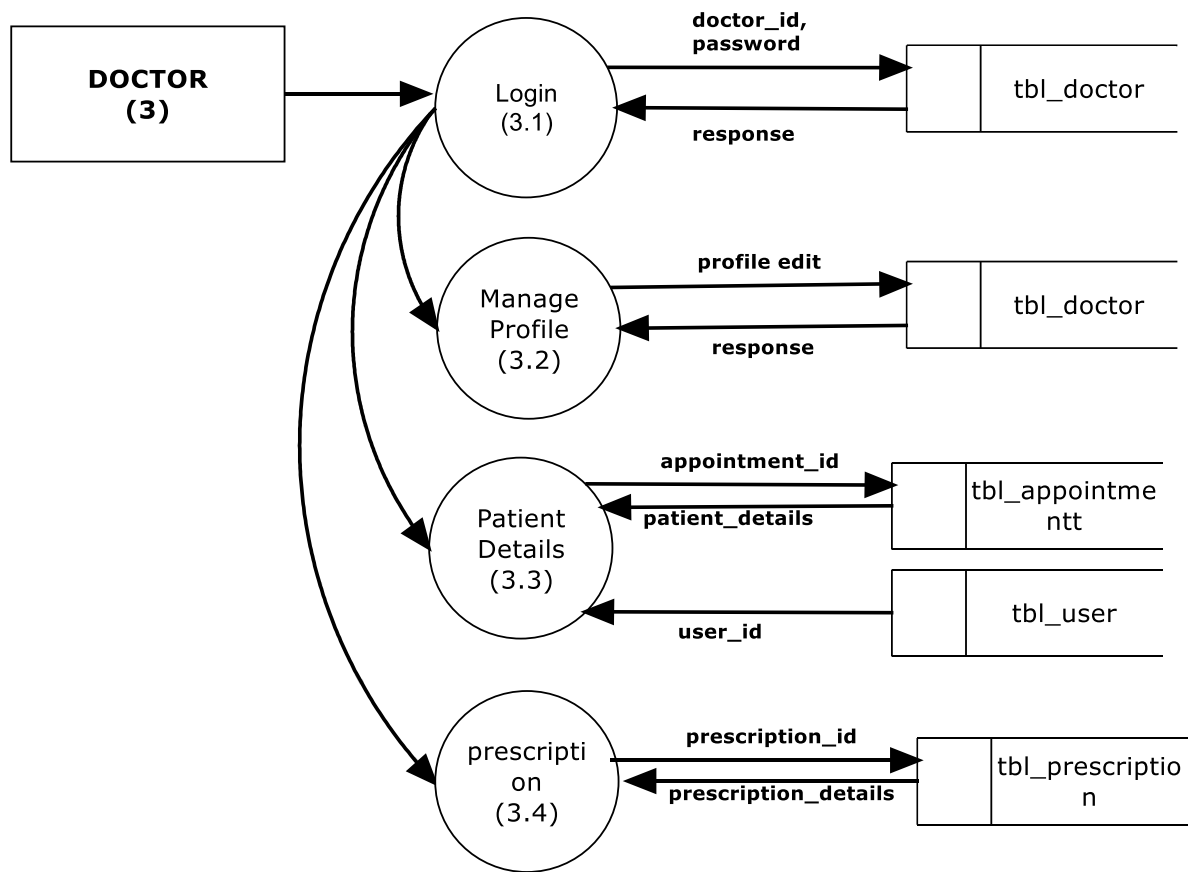 DOCTOR
(3)
Login
(3.1)
doctor_id,
password
response
tbl_doctor
Manage
Profile
(3.2)
profile edit
response
tbl_doctor
Patient
Details
(3.3)
appointment_id
patient_details
tbl_appointme
ntt
user_id
tbl_user
prescripti
on
(3.4)
prescription_id
prescription_details
tbl_prescriptio
n